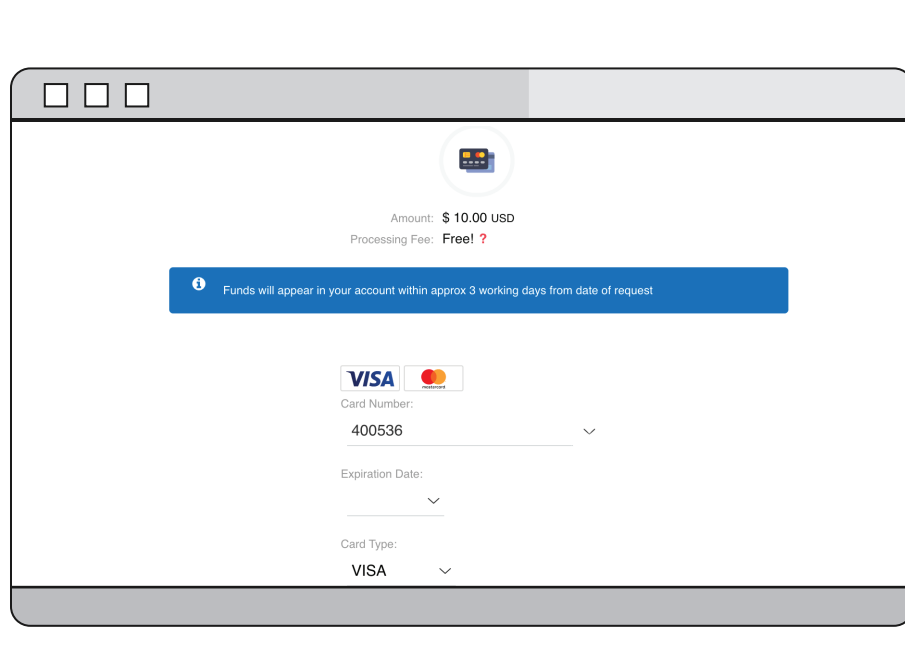 Amount: $ 10.00 USD
Processing Fee: Free! ?
Funds will appear in your account within approx 3 working days from date of request
VISA mastercard
Card Number:
400536
Expiration Date:
Card Type:
VISA